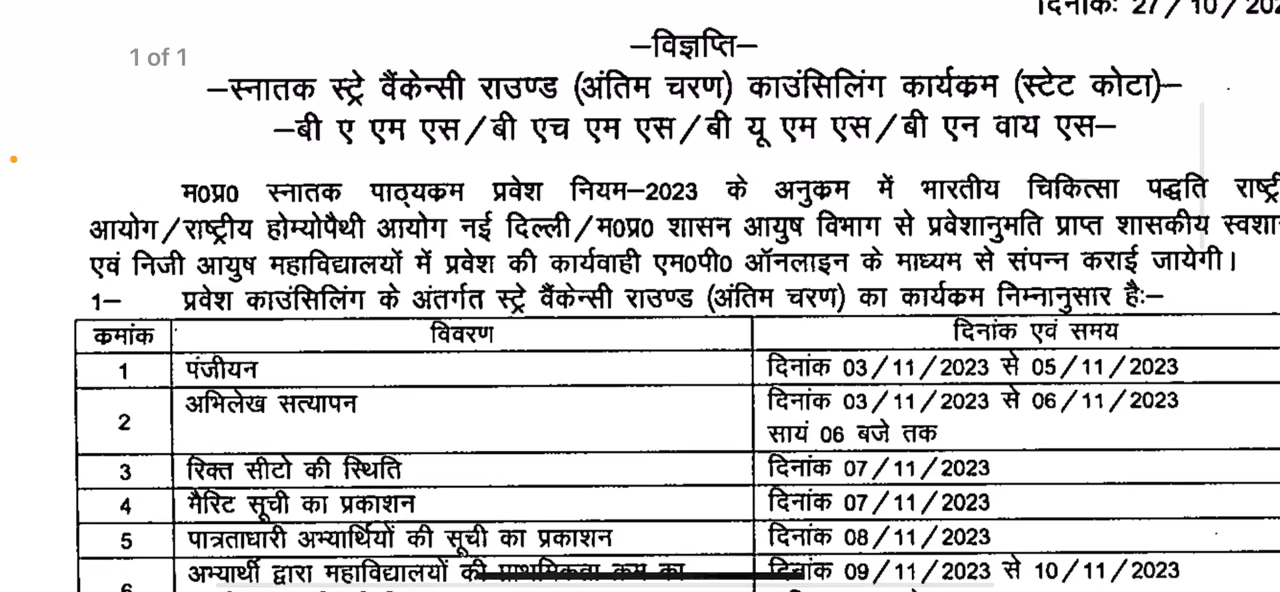 दिनांकः 27/10/202
1 of 1
–विज्ञप्ति–
–स्नातक स्ट्रे वैंकेन्सी राउण्ड (अंतिम चरण) काउंसिलिंग कार्यक्रम (स्टेट कोटा)–
–बी ए एम एस/बी एच एम एस/बी यू एम एस/बी एन वाय एस–
म0प्र0 स्नातक पाठ्यक्रम प्रवेश नियम–2023 के अनुक्रम में भारतीय चिकित्सा पद्धति
आयोग/राष्ट्रीय होम्योपैथी आयोग नई दिल्ली/म0प्र0 शासन आयुष विभाग से प्रवेशानुमति प्राप्त शासकीय
एवं निजी आयुष महाविद्यालयों में प्रवेश की कार्यवाही एम0पी0 ऑनलाइन के माध्यम से संपन्न कराई जायेगी।
1– प्रवेश काउंसिलिंग के अंतर्गत स्ट्रे वैंकेन्सी राउण्ड (अंतिम चरण) का कार्यक्रम निम्नानुसार हैः–
क्रमांक विवरण दिनांक एवं समय
1 पंजीयन दिनांक 03/11/2023 से 05/11/2023
2 अभिलेख सत्यापन दिनांक 03/11/2023 से 06/11/2023
सायं 06 बजे तक
3 रिक्त सीटो की स्थिति दिनांक 07/11/2023
4 मैरिट सूची का प्रकाशन दिनांक 07/11/2023
5 पात्रताधारी अभ्यार्थियों की सूची का प्रकाशन दिनांक 08/11/2023
6 अभ्यार्थी द्वारा महाविद्यालयों की प्राथमिकता क्रम का दिनांक 09/11/2023 से 10/11/2023